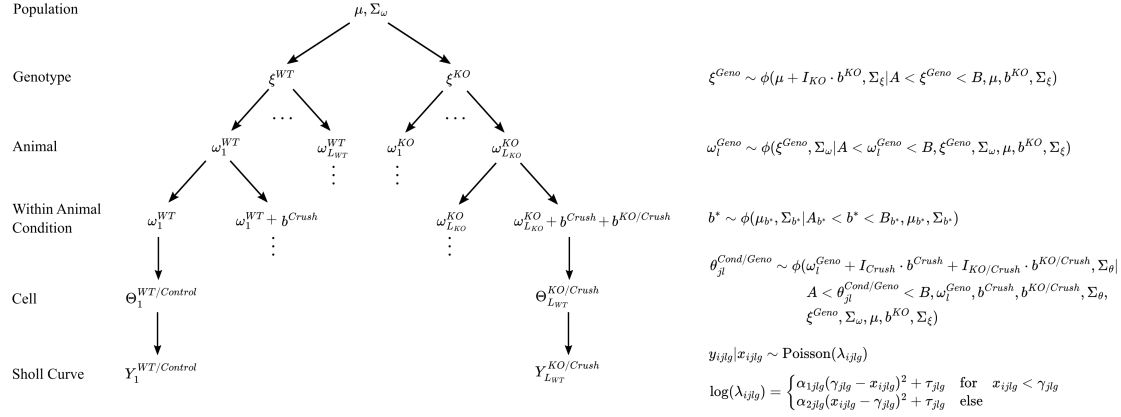 Population μ, Σ_ω
Genotype ξ^{WT} ξ^{KO} ξ^{Geno} ∼ ϕ(μ + I_{KO} · b^{KO}, Σ_ξ|A < ξ^{Geno} < B, μ, b^{KO}, Σ_ξ)
... ...
Animal ω_1^{WT} ω_{L_{WT}}^{WT} ω_1^{KO} ω_{L_{KO}}^{KO} ω_l^{Geno} ∼ ϕ(ξ^{Geno}, Σ_ω|A < ω_l^{Geno} < B, ξ^{Geno}, Σ_ω, μ, b^{KO}, Σ_ξ)
⋮ ⋮
Within Animal
Condition ω_1^{WT} ω_1^{WT} + b^{Crush} ω_{L_{KO}}^{KO} ω_{L_{KO}}^{KO} + b^{Crush} + b^{KO/Crush} b^* ∼ ϕ(μ_{b^*}, Σ_{b^*}|A_{b^*} < b^* < B_{b^*}, μ_{b^*}, Σ_{b^*})
⋮ ⋮
θ_{jl}^{Cond/Geno} ∼ ϕ(ω_l^{Geno} + I_{Crush} · b^{Crush} + I_{KO/Crush} · b^{KO/Crush}, Σ_θ|
Cell Θ_1^{WT/Control} Θ_{L_{WT}}^{KO/Crush} A < θ_{jl}^{Cond/Geno} < B, ω_l^{Geno}, b^{Crush}, b^{KO/Crush}, Σ_θ,
ξ^{Geno}, Σ_ω, μ, b^{KO}, Σ_ξ)
y_{ijlg}|x_{ijlg} ∼ Poisson(λ_{ijlg})
Sholl Curve Y_1^{WT/Control} Y_{L_{WT}}^{KO/Crush}
log(λ_{ijlg}) = { α_{1jlg}(γ_{jlg} − x_{ijlg})^2 + τ_{jlg} for x_{ijlg} < γ_{jlg}
α_{2jlg}(x_{ijlg} − γ_{jlg})^2 + τ_{jlg} else